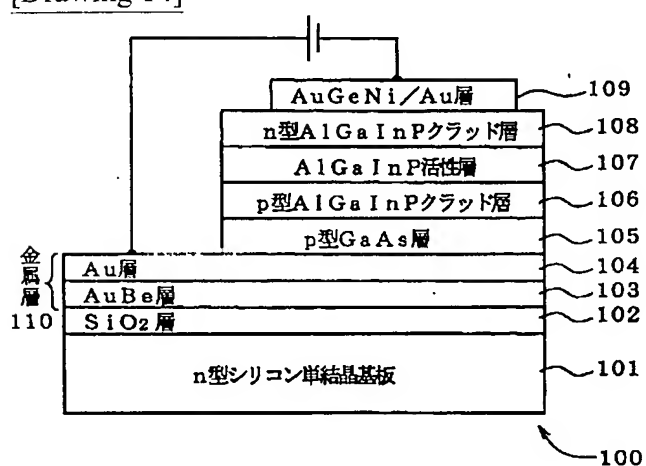 AuGeNi／Au層 109
n型AlGaInPクラッド層 108
AlGaInP活性層 107
p型AlGaInPクラッド層 106
p型GaAs層 105
金属層
Au層 104
AuBe層 103
110
SiO2層 102
n型シリコン単結晶基板 101
100